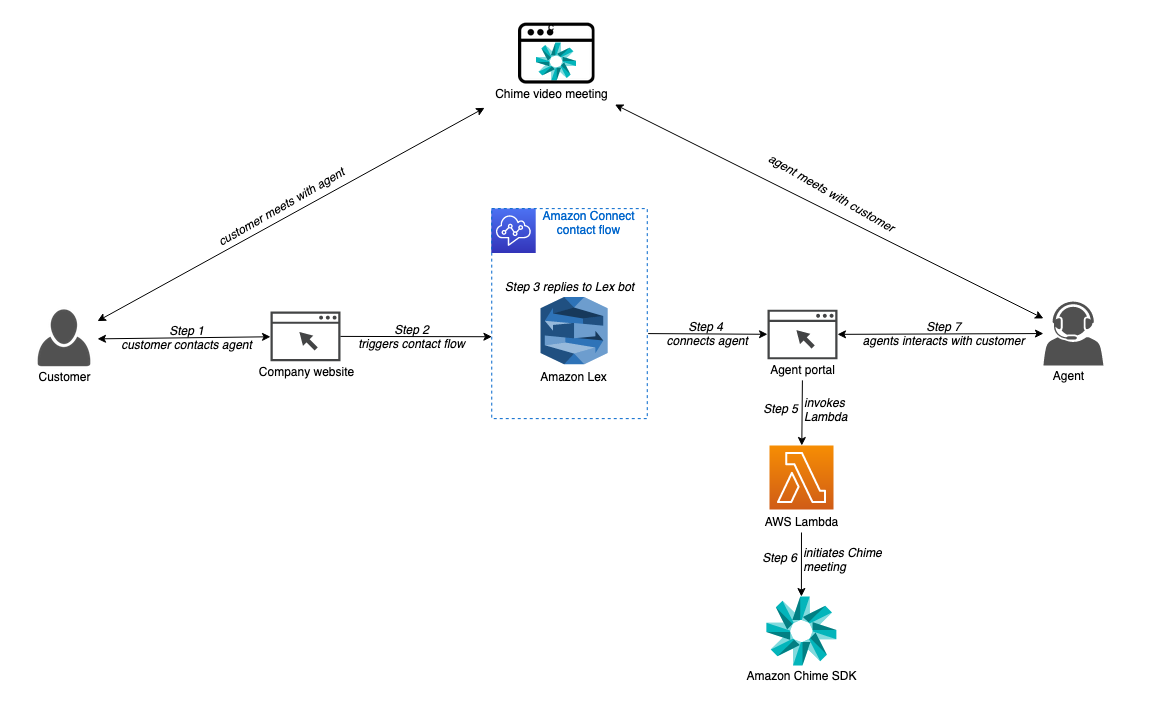 Chime video meeting
customer meets with agent
agent meets with customer
Amazon Connect
contact flow
Step 3 replies to Lex bot
Amazon Lex
Step 1
customer contacts agent
Customer
Company website
Step 2
triggers contact flow
Step 4
connects agent
Agent portal
Step 7
agents interacts with customer
Agent
Step 5
invokes
Lambda
AWS Lambda
Step 6
initiates Chime
meeting
Amazon Chime SDK